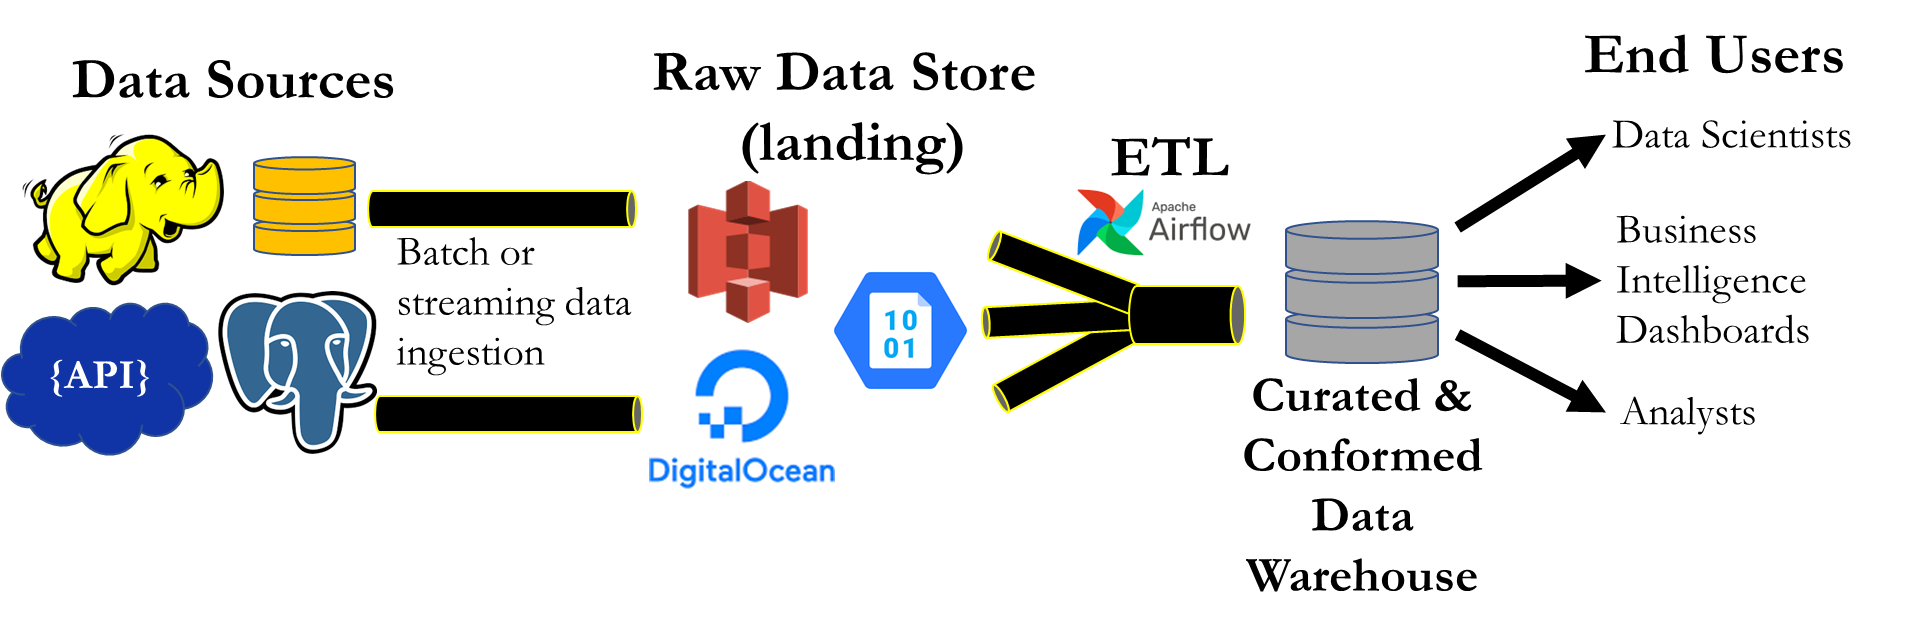 Data Sources
{API}
Batch or
streaming data
ingestion
Raw Data Store
(landing)
10
01
DigitalOcean
ETL
Apache
Airflow
Curated &
Conformed
Data
Warehouse
End Users
Data Scientists
Business
Intelligence
Dashboards
Analysts